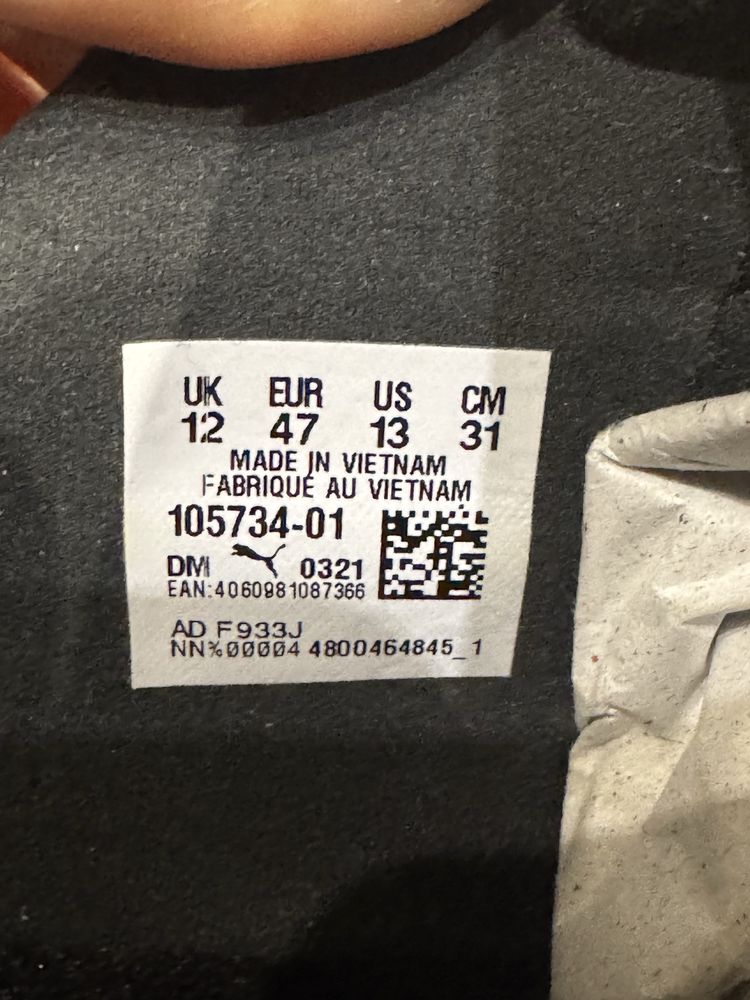 UK EUR US CM
12 47 13 31
MADE IN VIETNAM
FABRIQUÉ AU VIETNAM
105734-01
DM 0321
EAN:4060981087366
AD F933J
NN%00004 4800464845_1